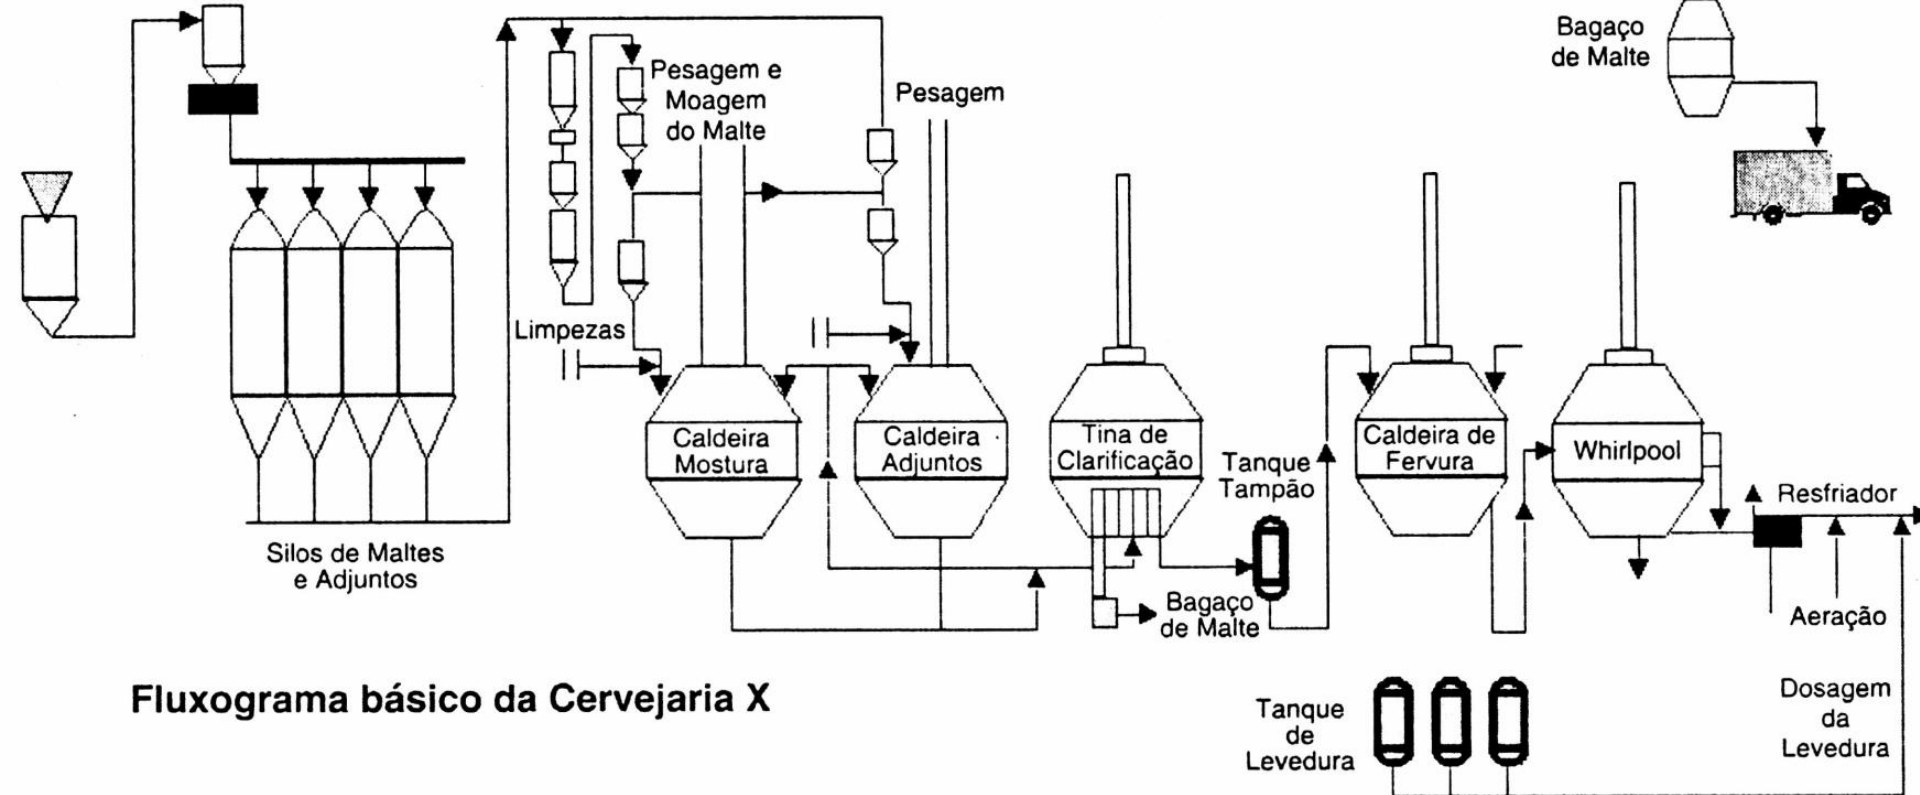 Bagaço
de Malte
Pesagem e
Moagem
do Malte
Pesagem
Limpezas
Caldeira
Mostura
Caldeira
Adjuntos
Tina de
Clarificação
Tanque
Tampão
Caldeira de
Fervura
Whirlpool
Resfriador
Silos de Maltes
e Adjuntos
Bagaço
de Malte
Aeração
Fluxograma básico da Cervejaria X
Tanque
de
Levedura
Dosagem
da
Levedura